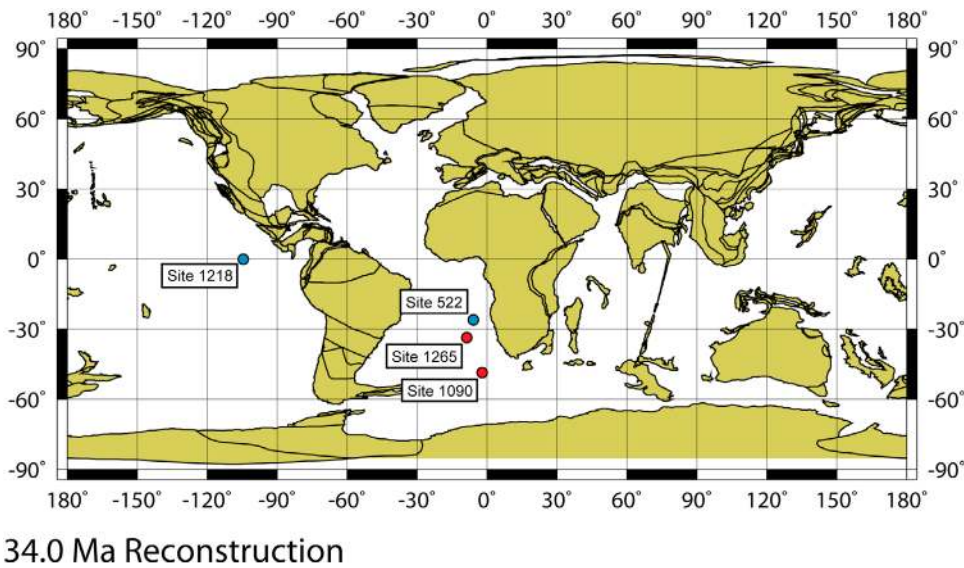 180˚ -120˚ -90˚ -60˚ -30˚ 0˚ 30˚ 60˚ 90˚ 120˚ 150˚ 180˚
90˚ 90˚
60˚ 60˚
30˚ 30˚
0˚ 0˚
Site 1218
Site 522
-30˚ -30˚
Site 1265
Site 1090
-60˚ -60˚
-90˚ -90˚
180˚ -150˚ -120˚ -90˚ -60˚ -30˚ 0˚ 30˚ 60˚ 90˚ 120˚ 150˚ 180˚
34.0 Ma Reconstruction